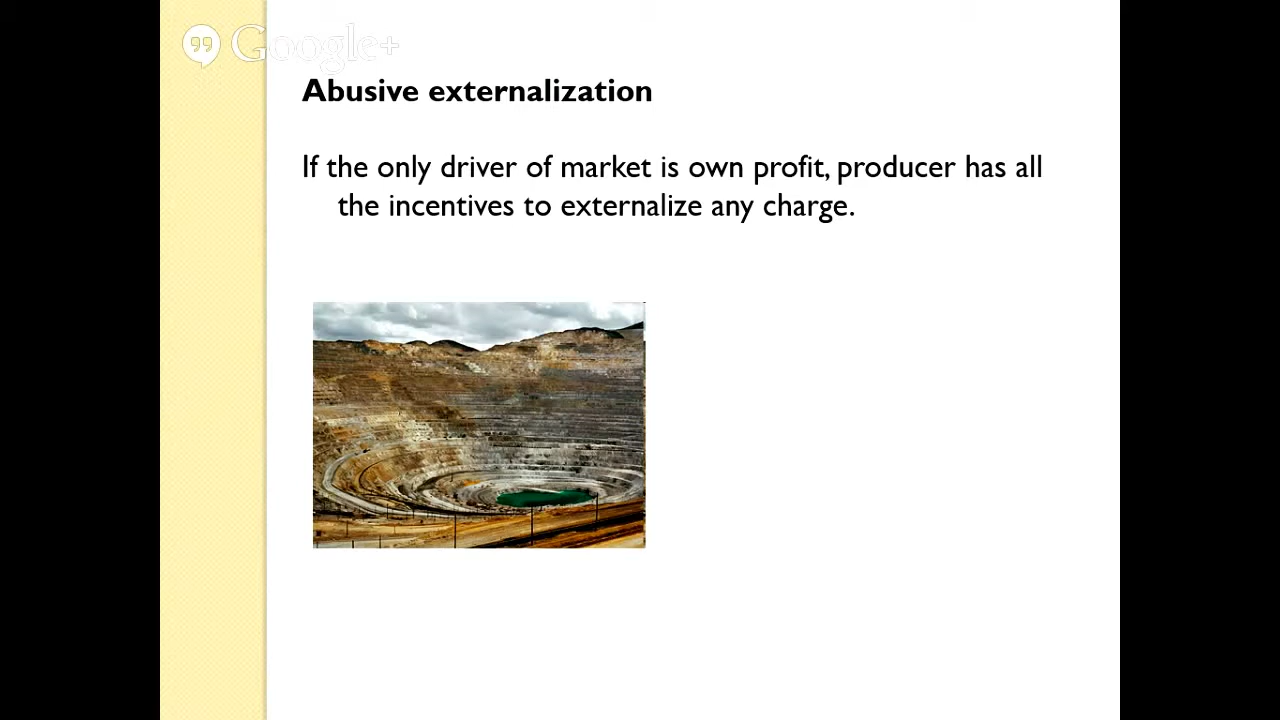 Google+
Abusive externalization
If the only driver of market is own profit, producer has all
the incentives to externalize any charge.